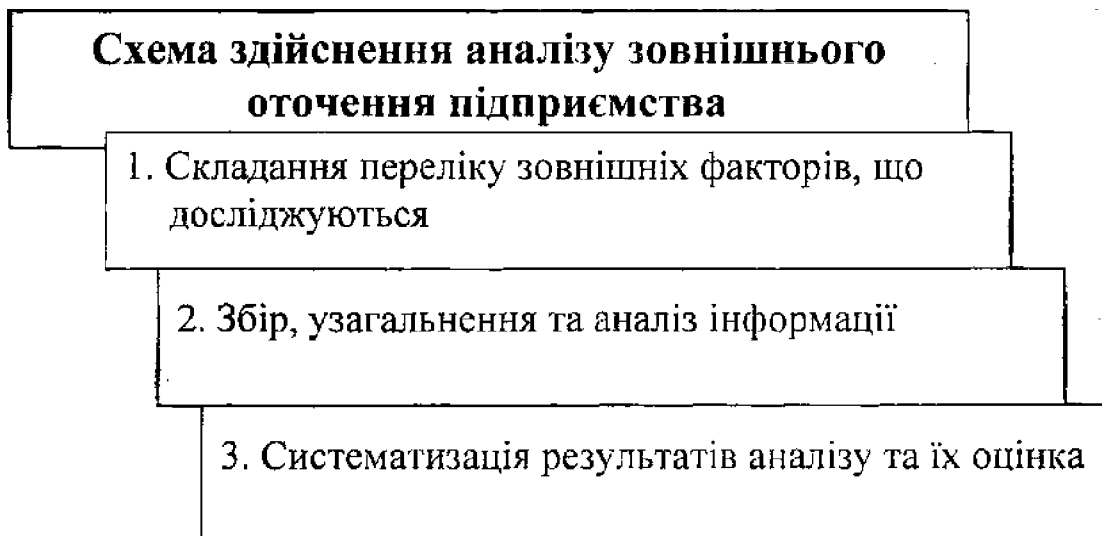 Схема здійснення аналізу зовнішнього
оточення підприємства
1. Складання переліку зовнішніх факторів, що
досліджуються
2. Збір, узагальнення та аналіз інформації
3. Систематизація результатів аналізу та їх оцінка